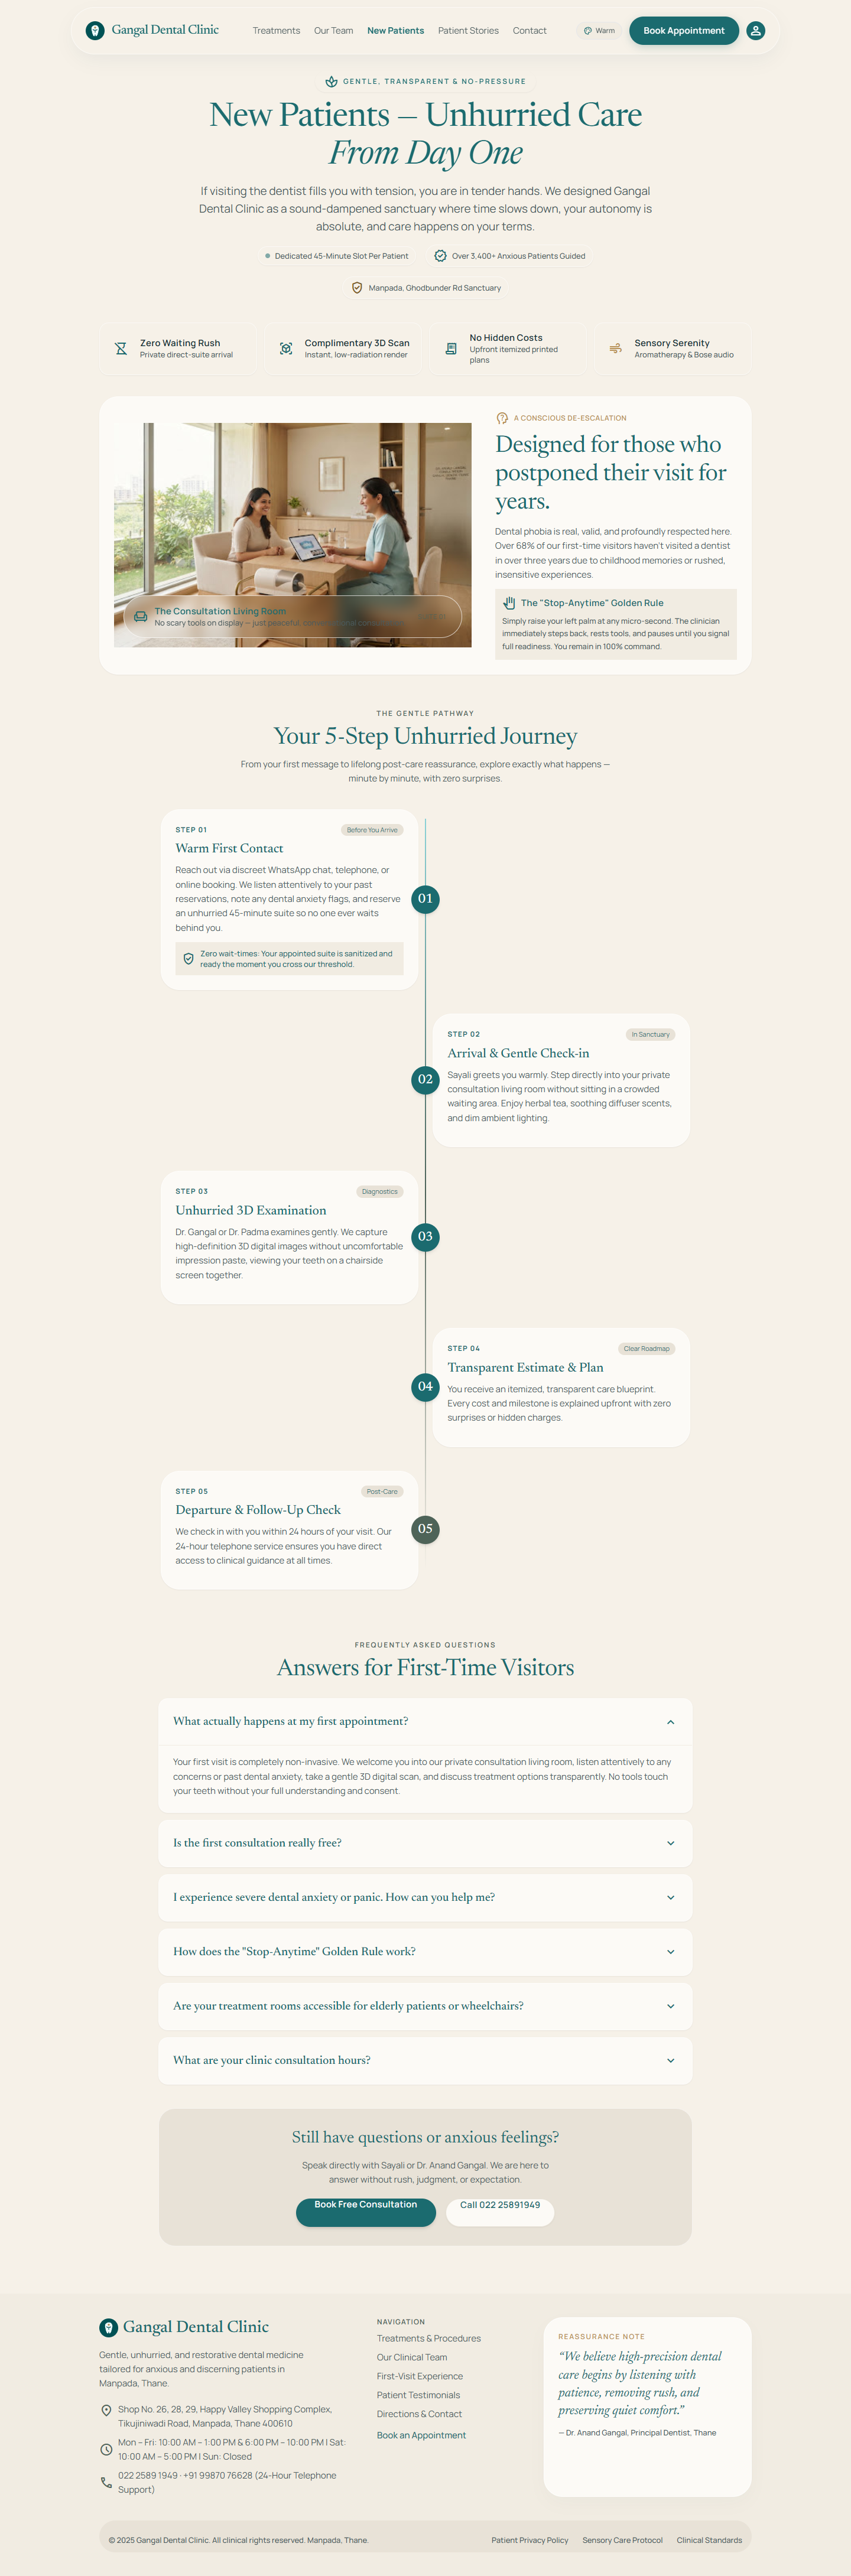 Gangal Dental Clinic
Treatments
Our Team
New Patients
Patient Stories
Contact
Warm
Book Appointment
GENTLE, TRANSPARENT & NO-PRESSURE
New Patients — Unhurried Care
From Day One
If visiting the dentist fills you with tension, you are in tender hands. We designed Gangal
Dental Clinic as a sound-dampened sanctuary where time slows down, your autonomy is
absolute, and care happens on your terms.
Dedicated 45-Minute Slot Per Patient
Over 3,400+ Anxious Patients Guided
Manpada, Ghodbunder Rd Sanctuary
Zero Waiting Rush
Private direct-suite arrival
Complimentary 3D Scan
Instant, low-radiation render
No Hidden Costs
Upfront itemized printed
plans
Sensory Serenity
Aromatherapy & Bose audio
The Consultation Living Room
No scary tools on display — just peaceful
A CONSCIOUS DE-ESCALATION
Designed for those who
postponed their visit for
years.
Dental phobia is real, valid, and profoundly respected here.
Over 68% of our first-time visitors haven't visited a dentist
in over three years due to childhood memories or rushed,
insensitive experiences.
The "Stop-Anytime" Golden Rule
Simply raise your left palm at any micro-second. The clinician
immediately steps back, rests tools, and pauses until you signal
full readiness. You remain in 100% command.
THE GENTLE PATHWAY
Your 5-Step Unhurried Journey
From your first message to lifelong post-care reassurance, explore exactly what happens —
minute by minute, with zero surprises.
STEP 01
Before You Arrive
Warm First Contact
Reach out via discreet WhatsApp chat, telephone, or
online booking. We listen attentively to your past
reservations, note any dental anxiety flags, and reserve
an unhurried 45-minute suite so no one ever waits
behind you.
Zero wait-times: Your appointed suite is sanitized and
ready the moment you cross our threshold.
01
STEP 02
In Sanctuary
Arrival & Gentle Check-in
Sayali greets you warmly. Step directly into your private
consultation living room without sitting in a crowded
waiting area. Enjoy herbal tea, soothing diffuser scents,
and dim ambient lighting.
02
STEP 03
Diagnostics
Unhurried 3D Examination
Dr. Gangal or Dr. Padma examines gently. We capture
high-definition 3D digital images without uncomfortable
impression paste, viewing your teeth on a chairside
screen together.
03
STEP 04
Clear Roadmap
Transparent Estimate & Plan
You receive an itemized, transparent care blueprint.
Every cost and milestone is explained upfront with zero
surprises or hidden charges.
04
STEP 05
Post-Care
Departure & Follow-Up Check
We check in with you within 24 hours of your visit. Our
24-hour telephone service ensures you have direct
access to clinical guidance at all times.
05
FREQUENTLY ASKED QUESTIONS
Answers for First-Time Visitors
What actually happens at my first appointment?
Your first visit is completely non-invasive. We welcome you into our private consultation living room, listen attentively to any
concerns or past dental anxiety, take a gentle 3D digital scan, and discuss treatment options transparently. No tools touch
your teeth without your full understanding and consent.
Is the first consultation really free?
I experience severe dental anxiety or panic. How can you help me?
How does the "Stop-Anytime" Golden Rule work?
Are your treatment rooms accessible for elderly patients or wheelchairs?
What are your clinic consultation hours?
Still have questions or anxious feelings?
Speak directly with Sayali or Dr. Anand Gangal. We are here to
answer without rush, judgment, or expectation.
Book Free Consultation
Call 022 25891949
Gangal Dental Clinic
Gentle, unhurried, and restorative dental medicine
tailored for anxious and discerning patients in
Manpada, Thane.
Shop No. 26, 28, 29, Happy Valley Shopping Complex,
Tikujiniwadi Road, Manpada, Thane 400610
Mon – Fri: 10:00 AM – 1:00 PM & 6:00 PM – 10:00 PM | Sat:
10:00 AM – 5:00 PM | Sun: Closed
022 2589 1949 · +91 99870 76628 (24-Hour Telephone
Support)
NAVIGATION
Treatments & Procedures
Our Clinical Team
First-Visit Experience
Patient Testimonials
Directions & Contact
Book an Appointment
REASSURANCE NOTE
“We believe high-precision dental
care begins by listening with
patience, removing rush, and
preserving quiet comfort.”
— Dr. Anand Gangal, Principal Dentist, Thane
© 2025 Gangal Dental Clinic. All clinical rights reserved. Manpada, Thane.
Patient Privacy Policy
Sensory Care Protocol
Clinical Standards